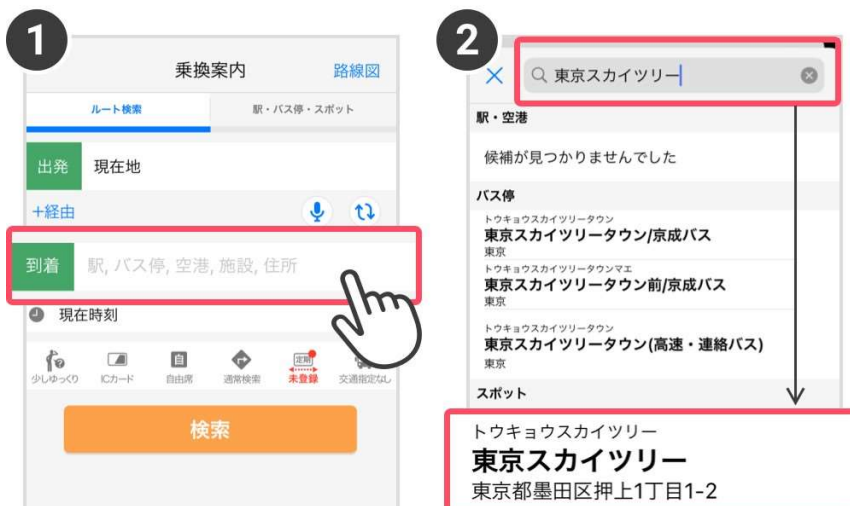 1
乗換案内
路線図
ルート検索
駅・バス停・スポット
出発
現在地
+経由
到着
駅, バス停, 空港, 施設, 住所
現在時刻
定期
少しゆっくり
ICカード
自由席
通常検索
未登録
交通指定なし
検索
2
東京スカイツリー
駅・空港
候補が見つかりませんでした
バス停
トウキョウスカイツリータウン
東京スカイツリータウン/京成バス
東京
トウキョウスカイツリータウンマエ
東京スカイツリータウン前/京成バス
東京
トウキョウスカイツリータウン
東京スカイツリータウン(高速・連絡バス)
東京
スポット
トウキョウスカイツリー
東京スカイツリー
東京都墨田区押上1丁目1-2